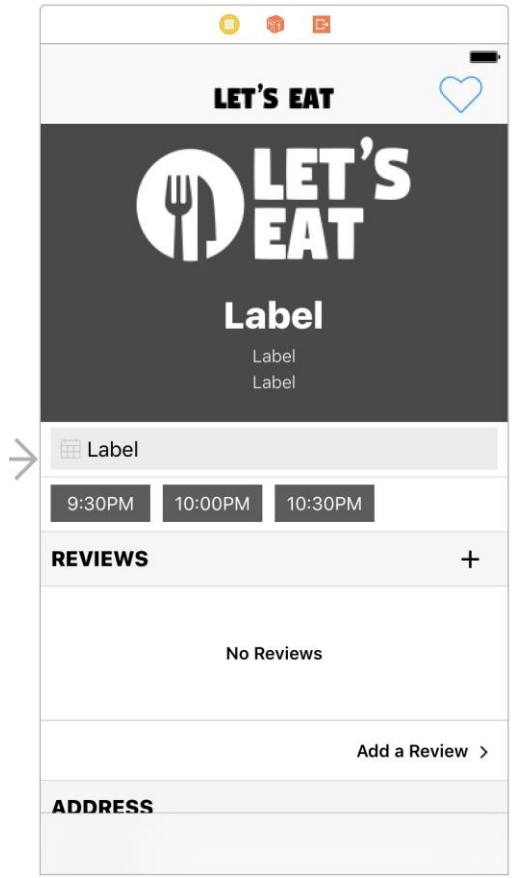 LET'S EAT
LET'S
EAT
Label
Label
Label
Label
9:30PM 10:00PM 10:30PM
REVIEWS +
No Reviews
Add a Review >
ADDRESS